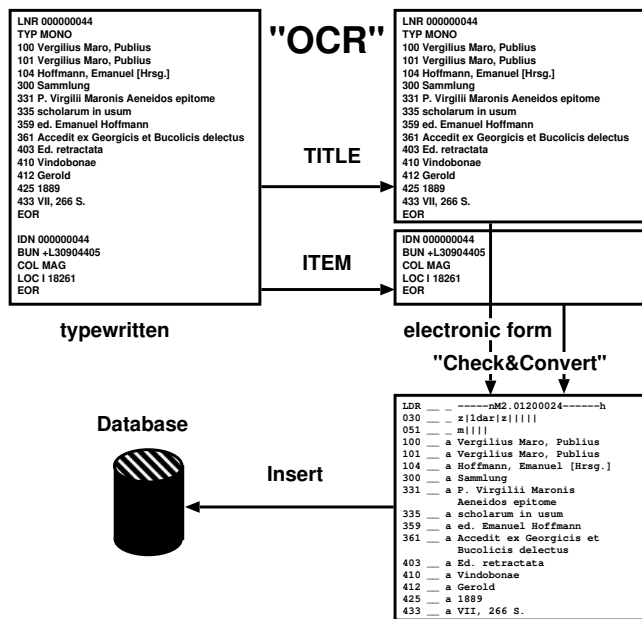 LNR 000000044
TYP MONO
100 Vergilius Maro, Publius
101 Vergilius Maro, Publius
104 Hoffmann, Emanuel [Hrsg.]
300 Sammlung
331 P. Virgilii Maronis Aeneidos epitome
335 scholarum in usum
359 ed. Emanuel Hoffmann
361 Accedit ex Georgicis et Bucolicis delectus
403 Ed. retractata
410 Vindobonae
412 Gerold
425 1889
433 VII, 266 S.
EOR
IDN 000000044
BUN +L30904405
COL MAG
LOC I 18261
EOR
typewritten
"OCR"
TITLE
ITEM
LNR 000000044
TYP MONO
100 Vergilius Maro, Publius
101 Vergilius Maro, Publius
104 Hoffmann, Emanuel [Hrsg.]
300 Sammlung
331 P. Virgilii Maronis Aeneidos epitome
335 scholarum in usum
359 ed. Emanuel Hoffmann
361 Accedit ex Georgicis et Bucolicis delectus
403 Ed. retractata
410 Vindobonae
412 Gerold
425 1889
433 VII, 266 S.
EOR
IDN 000000044
BUN +L30904405
COL MAG
LOC I 18261
EOR
electronic form
"Check&Convert"
LDR __ _ -----nM2.01200024------h
030 __ _ z|1dar|z|||||
051 __ _ m||||
100 __ a Vergilius Maro, Publius
101 __ a Vergilius Maro, Publius
104 __ a Hoffmann, Emanuel [Hrsg.]
300 __ a Sammlung
331 __ a P. Virgilii Maronis
Aeneidos epitome
335 __ a scholarum in usum
359 __ a ed. Emanuel Hoffmann
361 __ a Accedit ex Georgicis et
Bucolicis delectus
403 __ a Ed. retractata
410 __ a Vindobonae
412 __ a Gerold
425 __ a 1889
433 __ a VII, 266 S.
Insert
Database